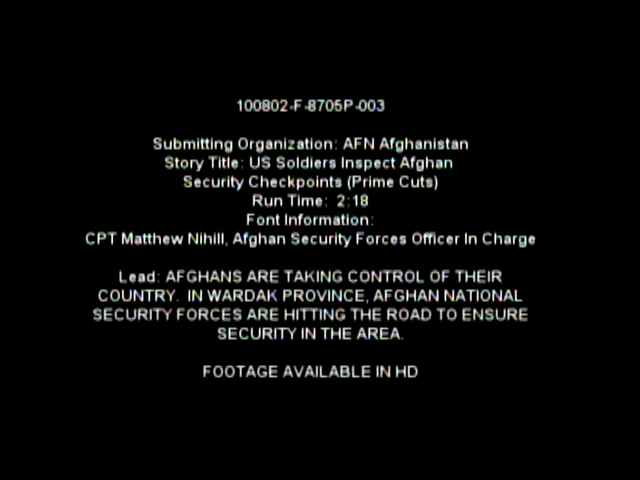 100802-F-8705P-003
Submitting Organization: AFN Afghanistan
Story Title: US Soldiers Inspect Afghan
Security Checkpoints (Prime Cuts)
Run Time: 2:18
Font Information:
CPT Matthew Nihill, Afghan Security Forces Officer In Charge
Lead: AFGHANS ARE TAKING CONTROL OF THEIR
COUNTRY. IN WARDAK PROVINCE, AFGHAN NATIONAL
SECURITY FORCES ARE HITTING THE ROAD TO ENSURE
SECURITY IN THE AREA.
FOOTAGE AVAILABLE IN HD